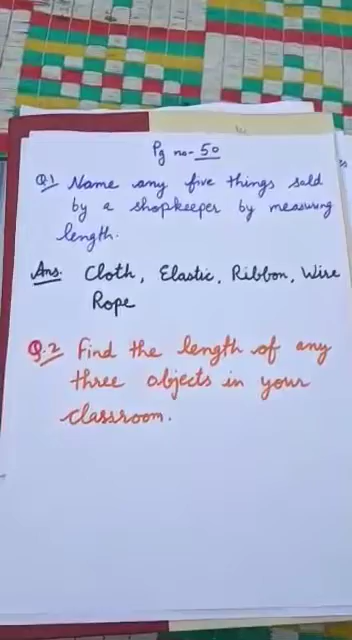 Pg no- 50
Q1 Name any five things sold
by a shopkeeper by measuring
length.
Ans. Cloth, Elastic, Ribbon, Wire
Rope
Q.2 Find the length of any
three objects in your
classroom.